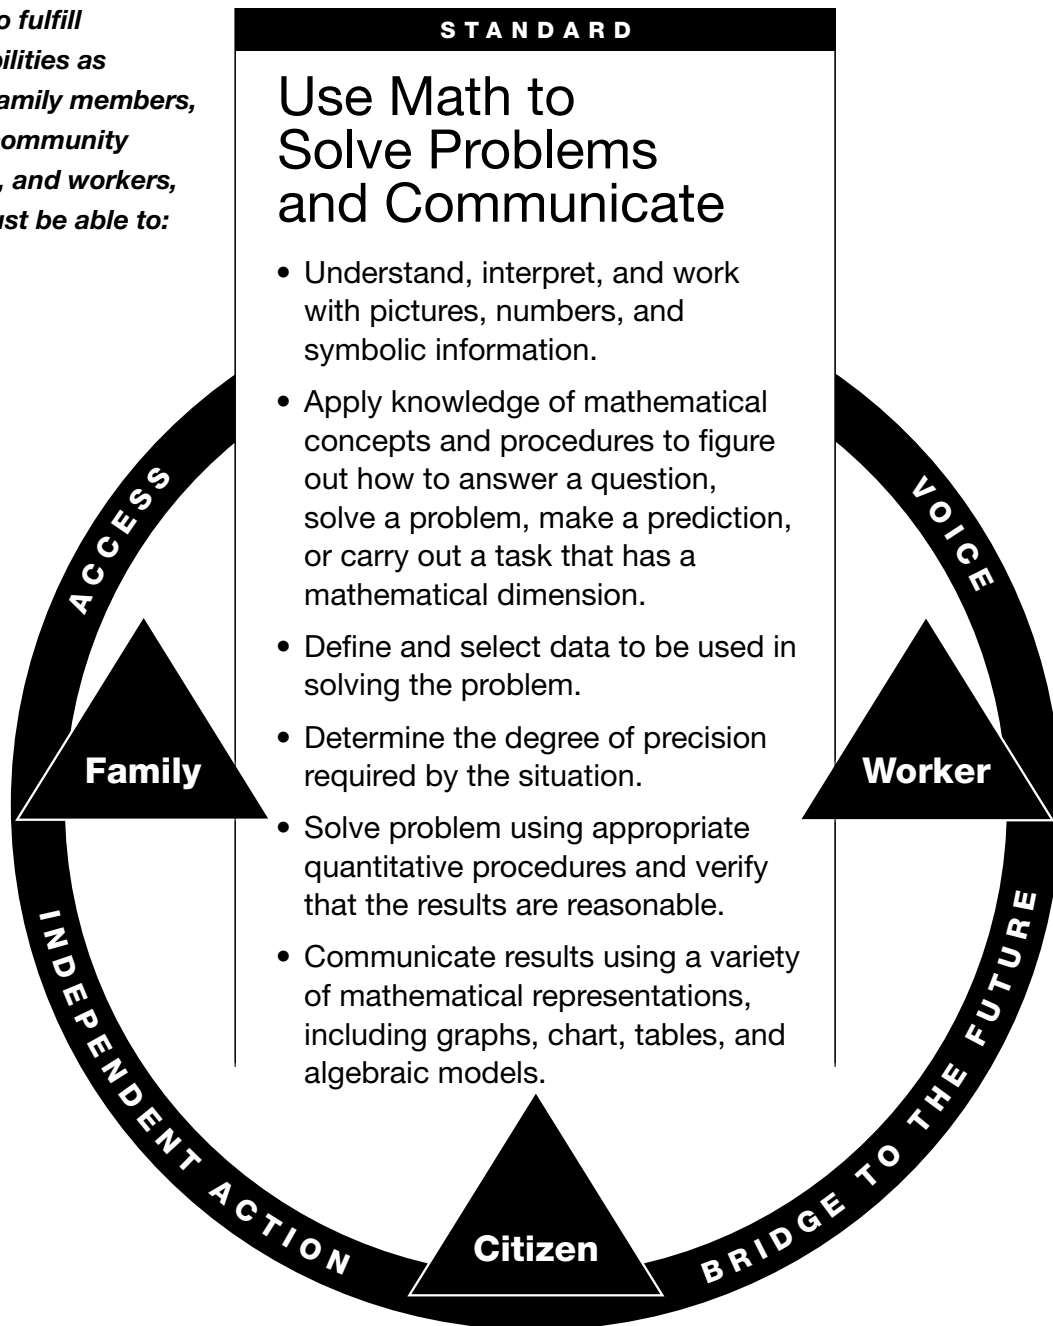 o fulfill
bilities as
family members,
community
, and workers,
ust be able to:
STANDARD
Use Math to
Solve Problems
and Communicate
• Understand, interpret, and work
with pictures, numbers, and
symbolic information.
• Apply knowledge of mathematical
concepts and procedures to figure
out how to answer a question,
solve a problem, make a prediction,
or carry out a task that has a
mathematical dimension.
• Define and select data to be used in
solving the problem.
• Determine the degree of precision
required by the situation.
• Solve problem using appropriate
quantitative procedures and verify
that the results are reasonable.
• Communicate results using a variety
of mathematical representations,
including graphs, chart, tables, and
algebraic models.
ACCESS
VOICE
Family
Worker
INDEPENDENT ACTION
BRIDGE TO THE FUTURE
Citizen